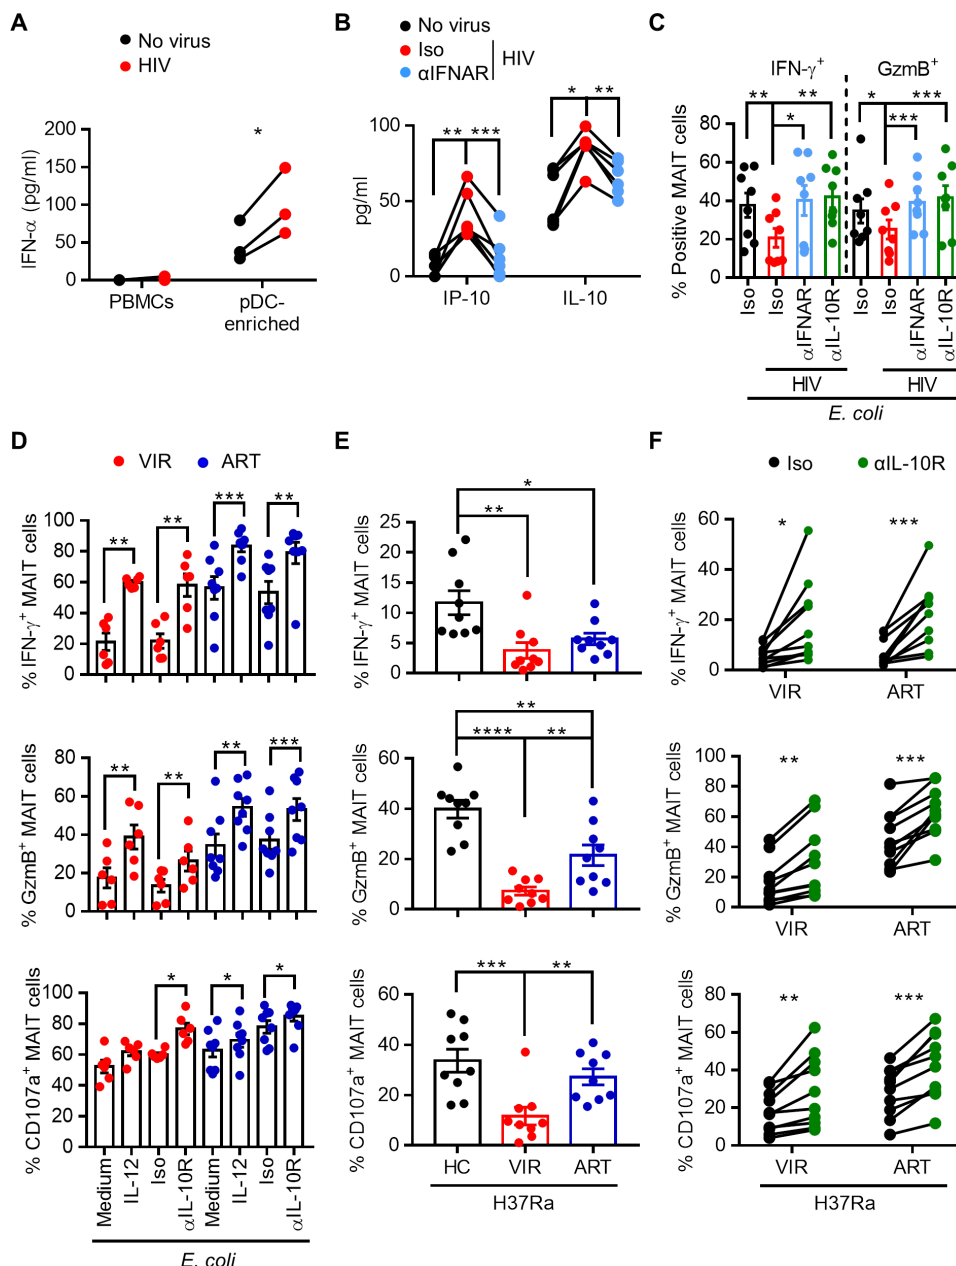 A
No virus
HIV
IFN-α (pg/ml)
200
150
100
50
0
*
PBMCs
pDC-
enriched
B
No virus
Iso
αIFNAR
HIV
pg/ml
100
50
0
** ***
* **
IP-10
IL-10
C
IFN-γ+
GzmB+
% Positive MAIT cells
80
60
40
20
0
** **
*
* ***
***
Iso
Iso
αIFNAR
αIL-10R
Iso
Iso
αIFNAR
αIL-10R
HIV
HIV
E. coli
D
VIR
ART
% IFN-γ+ MAIT cells
100
80
60
40
20
0
** ** *** **
% GzmB+ MAIT cells
80
60
40
20
0
** ** ** ***
% CD107a+ MAIT cells
100
80
60
40
20
0
* * *
Medium
IL-12
Iso
αIL-10R
Medium
IL-12
Iso
αIL-10R
E. coli
E
% IFN-γ+ MAIT cells
25
20
15
10
5
0
*
**
% GzmB+ MAIT cells
60
40
20
0
**
**** **
% CD107a+ MAIT cells
60
40
20
0
*** **
HC
VIR
ART
H37Ra
F
Iso
αIL-10R
% IFN-γ+ MAIT cells
60
40
20
0
* ***
VIR
ART
% GzmB+ MAIT cells
100
80
60
40
20
0
** ***
VIR
ART
% CD107a+ MAIT cells
80
60
40
20
0
** ***
VIR
ART
H37Ra